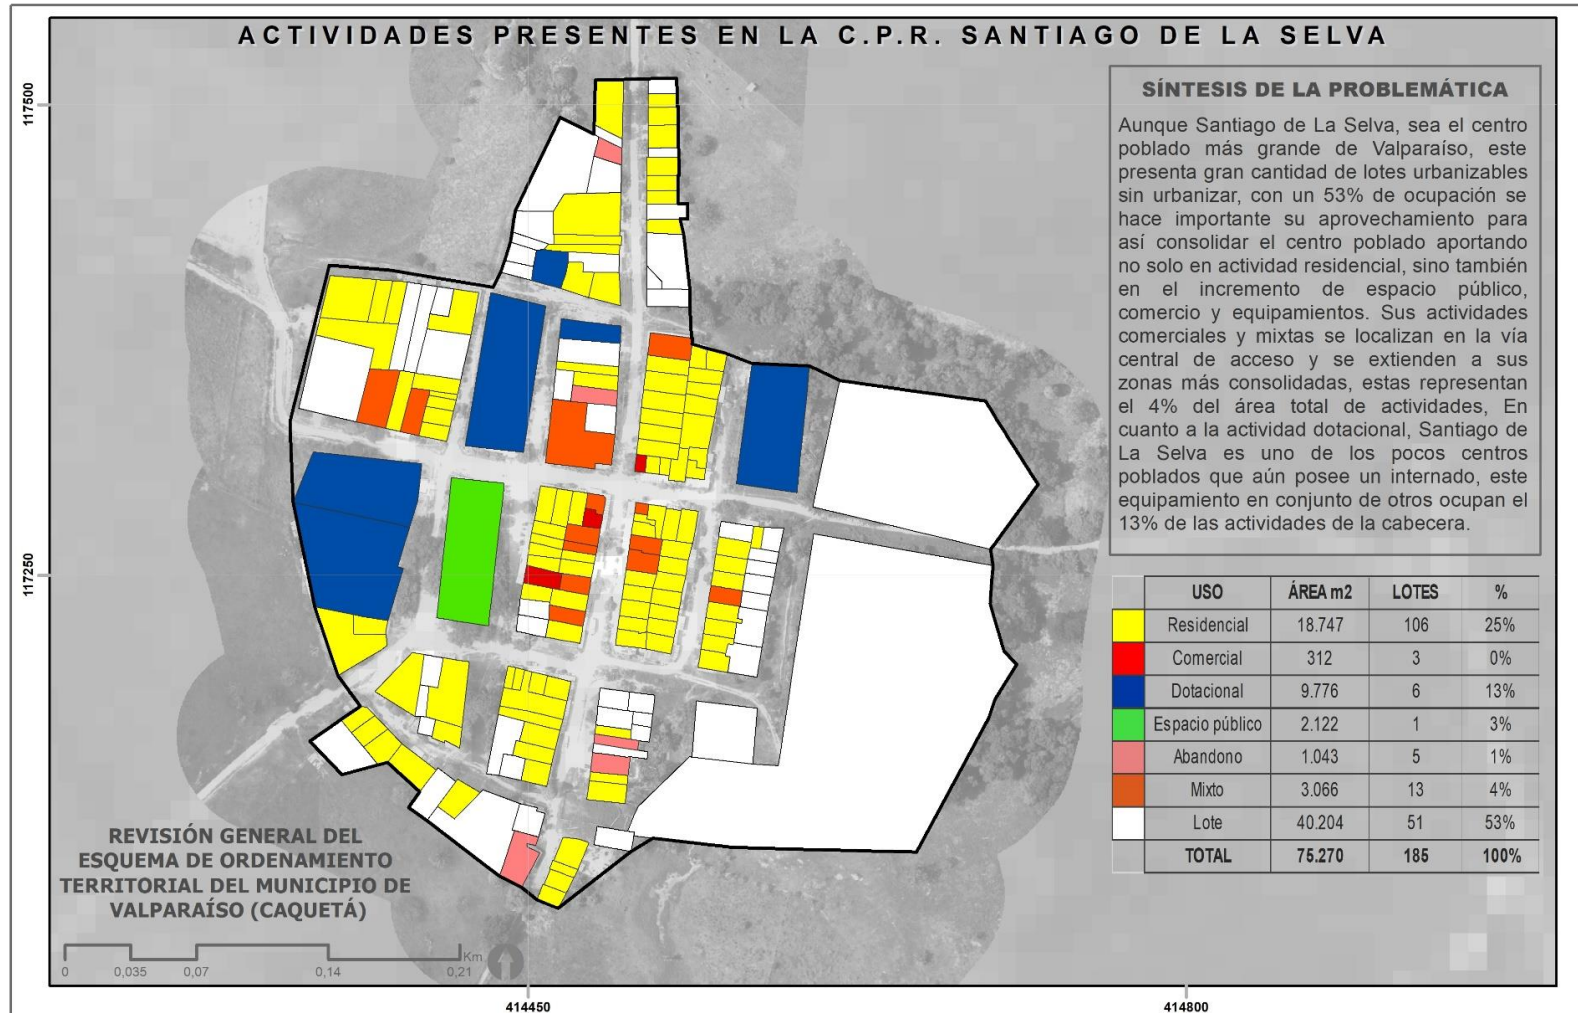 ACTIVIDADES PRESENTES EN LA C.P.R. SANTIAGO DE LA SELVA
SÍNTESIS DE LA PROBLEMÁTICA
Aunque Santiago de La Selva, sea el centro
poblado más grande de Valparaíso, este
presenta gran cantidad de lotes urbanizables
sin urbanizar, con un 53% de ocupación se
hace importante su aprovechamiento para
así consolidar el centro poblado aportando
no solo en actividad residencial, sino también
en el incremento de espacio público,
comercio y equipamientos. Sus actividades
comerciales y mixtas se localizan en la vía
central de acceso y se extienden a sus
zonas más consolidadas, estas representan
el 4% del área total de actividades, En
cuanto a la actividad dotacional, Santiago de
La Selva es uno de los pocos centros
poblados que aún posee un internado, este
equipamiento en conjunto de otros ocupan el
13% de las actividades de la cabecera.
USO ÁREA m2 LOTES %
Residencial 18.747 106 25%
Comercial 312 3 0%
Dotacional 9.776 6 13%
Espacio público 2.122 1 3%
Abandono 1.043 5 1%
Mixto 3.066 13 4%
Lote 40.204 51 53%
TOTAL 75.270 185 100%
REVISIÓN GENERAL DEL
ESQUEMA DE ORDENAMIENTO
TERRITORIAL DEL MUNICIPIO DE
VALPARAÍSO (CAQUETÁ)
Km
0 0,035 0,07 0,14 0,21
117500
117250
414450
414800